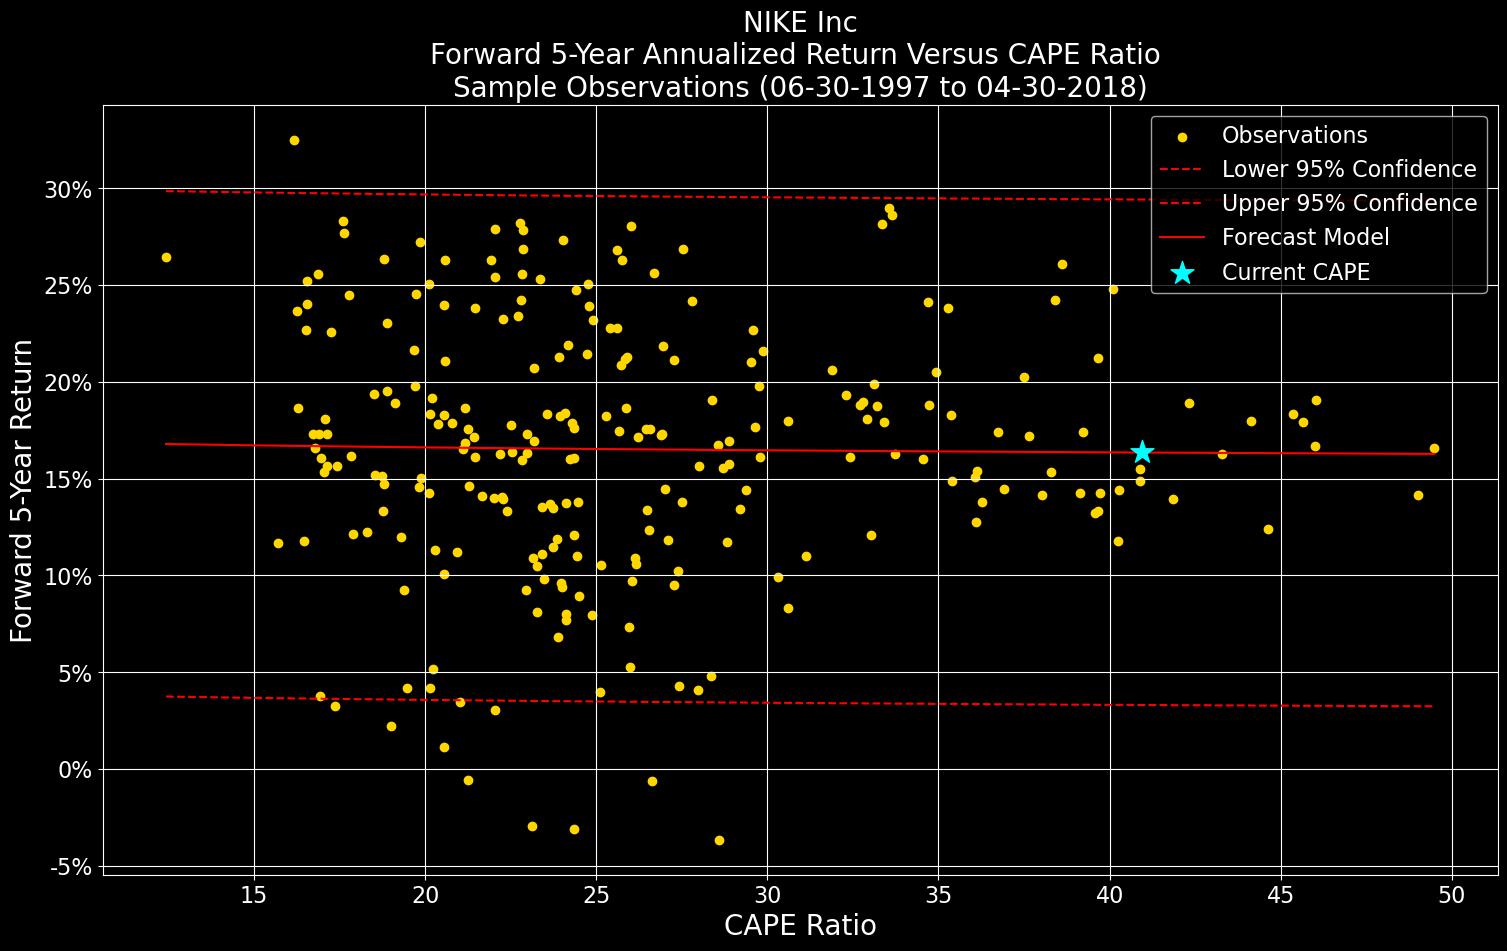 NIKE Inc
Forward 5-Year Annualized Return Versus CAPE Ratio
Sample Observations (06-30-1997 to 04-30-2018)
Observations
Lower 95% Confidence
Upper 95% Confidence
Forecast Model
Current CAPE
Forward 5-Year Return
30%
25%
20%
15%
10%
5%
0%
-5%
15 20 25 30 35 40 45 50
CAPE Ratio